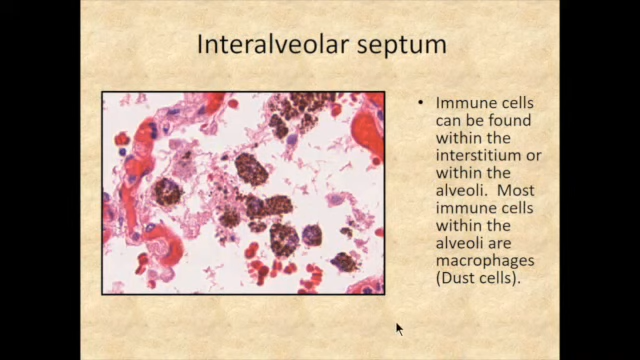 Interalveolar septum
• Immune cells
can be found
within the
interstitium or
within the
alveoli. Most
immune cells
within the
alveoli are
macrophages
(Dust cells).